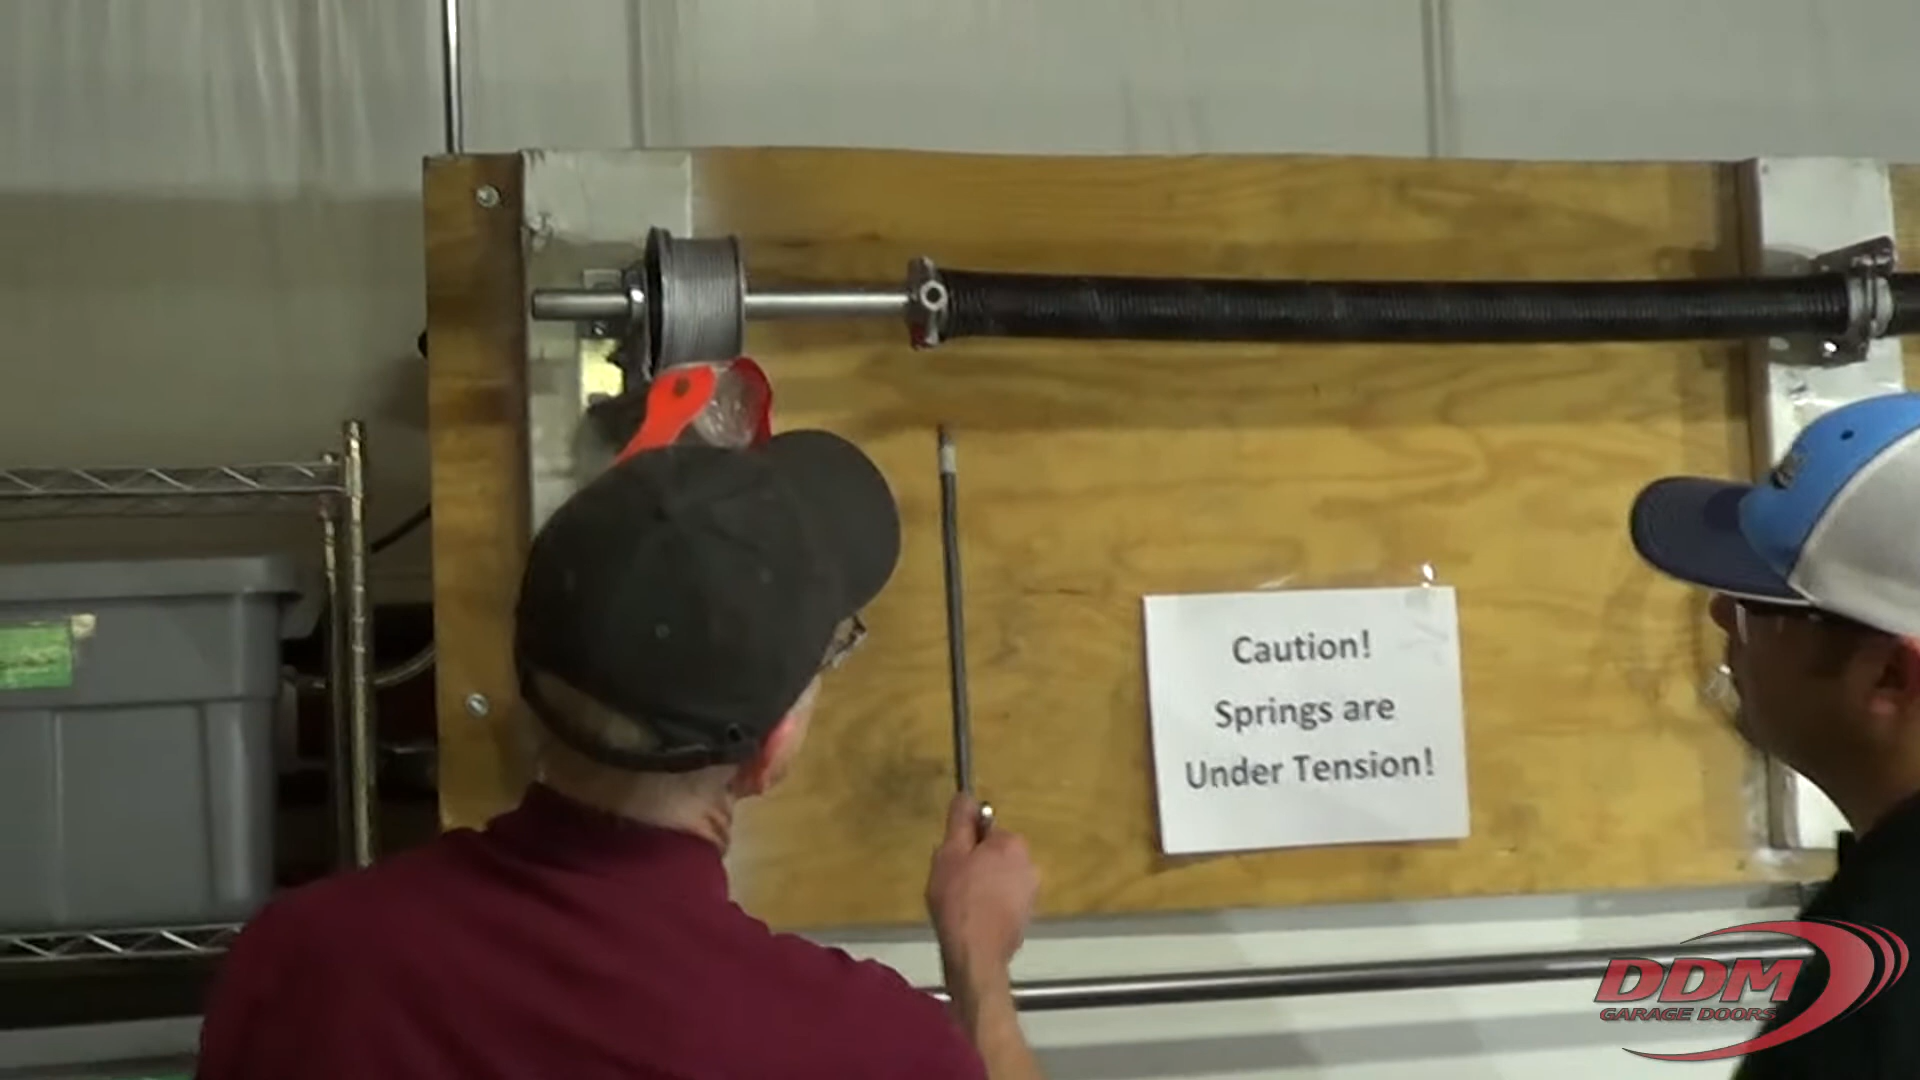 Caution!
Springs are
Under Tension!
DDM
GARAGE DOORS